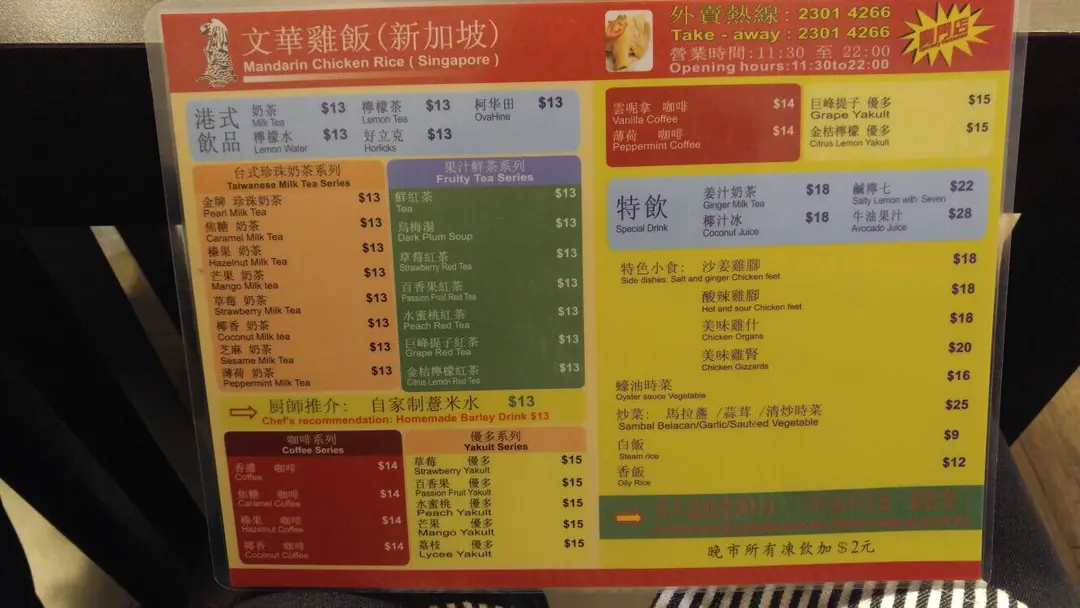 文華雞飯(新加坡)
Mandarin Chicken Rice ( Singapore )
外賣熱線 : 2301 4266
Take - away : 2301 4266
營業時間:11:30 至 22:00
Opening hours:11:30to22:00
港式飲品
奶茶 $13 檸檬茶 $13 柯华田 $13
Milk Tea Lemon Tea OvaHine
檸檬水 $13 好立克 $13
Lemon Water Horlicks
台式珍珠奶茶系列
Taiwanese Milk Tea Series
金牌 珍珠奶茶 $13
Pearl Milk Tea
焦糖 奶茶 $13
Caramel Milk Tea
榛果 奶茶 $13
Hazelnut Milk Tea
芒果 奶茶 $13
Mango Milk tea
草莓 奶茶 $13
Strawberry Milk Tea
椰香 奶茶 $13
Coconut Milk tea
芝麻 奶茶 $13
Sesame Milk Tea
薄荷 奶茶 $13
Peppermint Milk Tea
果汁鮮茶系列
Fruity Tea Series
鮮紅茶 $13
Tea
烏梅湯 $13
Dark Plum Soup
草莓紅茶 $13
Strawberry Red Tea
百香果紅茶 $13
Passion Fruit Red Tea
水蜜桃紅茶 $13
Peach Red Tea
巨峰提子紅茶 $13
Grape Red Tea
金桔檸檬紅茶 $13
Citrus Lemon Red Tea
厨師推介: 自家制薏米水 $13
Chef's recommendation: Homemade Barley Drink $13
咖啡系列
Coffee Series
香濃 咖啡 $14
Coffee
焦糖 咖啡 $14
Caramel Coffee
榛果 咖啡 $14
Hazelnut Coffee
椰香 咖啡 $14
Coconut Coffee
優多系列
Yakult Series
草莓 優多 $15
Strawberry Yakult
百香果 優多 $15
Passion Fruit Yakult
水蜜桃 優多 $15
Peach Yakult
芒果 優多 $15
Mango Yakult
荔枝 優多 $15
Lycee Yakult
雲呢拿 咖啡 $14
Vanilla Coffee
薄荷 咖啡 $14
Peppermint Coffee
巨峰提子 優多 $15
Grape Yakult
金桔檸檬 優多 $15
Citrus Lemon Yakult
特飲
Special Drink
姜汁奶茶 $18 鹹檸七 $22
Ginger Milk Tea Salty Lemon with Seven
椰汁冰 $18 牛油果汁 $28
Coconut Juice Avocado Juice
特色小食: 沙姜雞腳 $18
Side dishes: Salt and ginger Chicken feet
酸辣雞腳 $18
Hot and sour Chicken feet
美味雞什 $18
Chicken Organs
美味雞腎 $20
Chicken Gizzards
蠔油時菜 $16
Oyster sauce Vegetable
炒菜: 馬拉盞 /蒜茸 /清炒時菜 $25
Sambal Belacan/Garlic/Sautéed Vegetable
白飯 $9
Steam rice
香飯 $12
Oily Rice
晚市所有凍飲加$2元